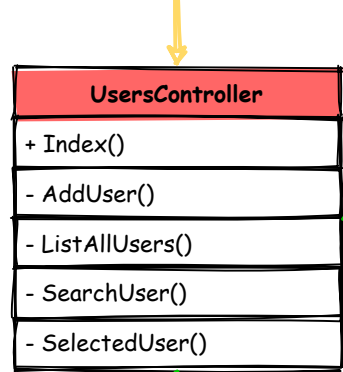 UsersController
+ Index()
- AddUser()
- ListAllUsers()
- SearchUser()
- SelectedUser()